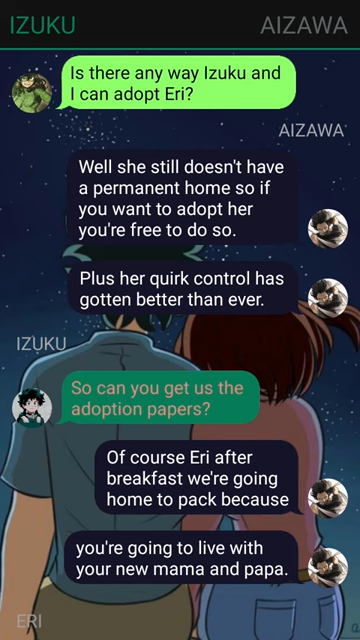 IZUKU AIZAWA
Is there any way Izuku and
I can adopt Eri?
AIZAWA
Well she still doesn't have
a permanent home so if
you want to adopt her
you're free to do so.
Plus her quirk control has
gotten better than ever.
IZUKU
So can you get us the
adoption papers?
Of course Eri after
breakfast we're going
home to pack because
you're going to live with
your new mama and papa.
ERI